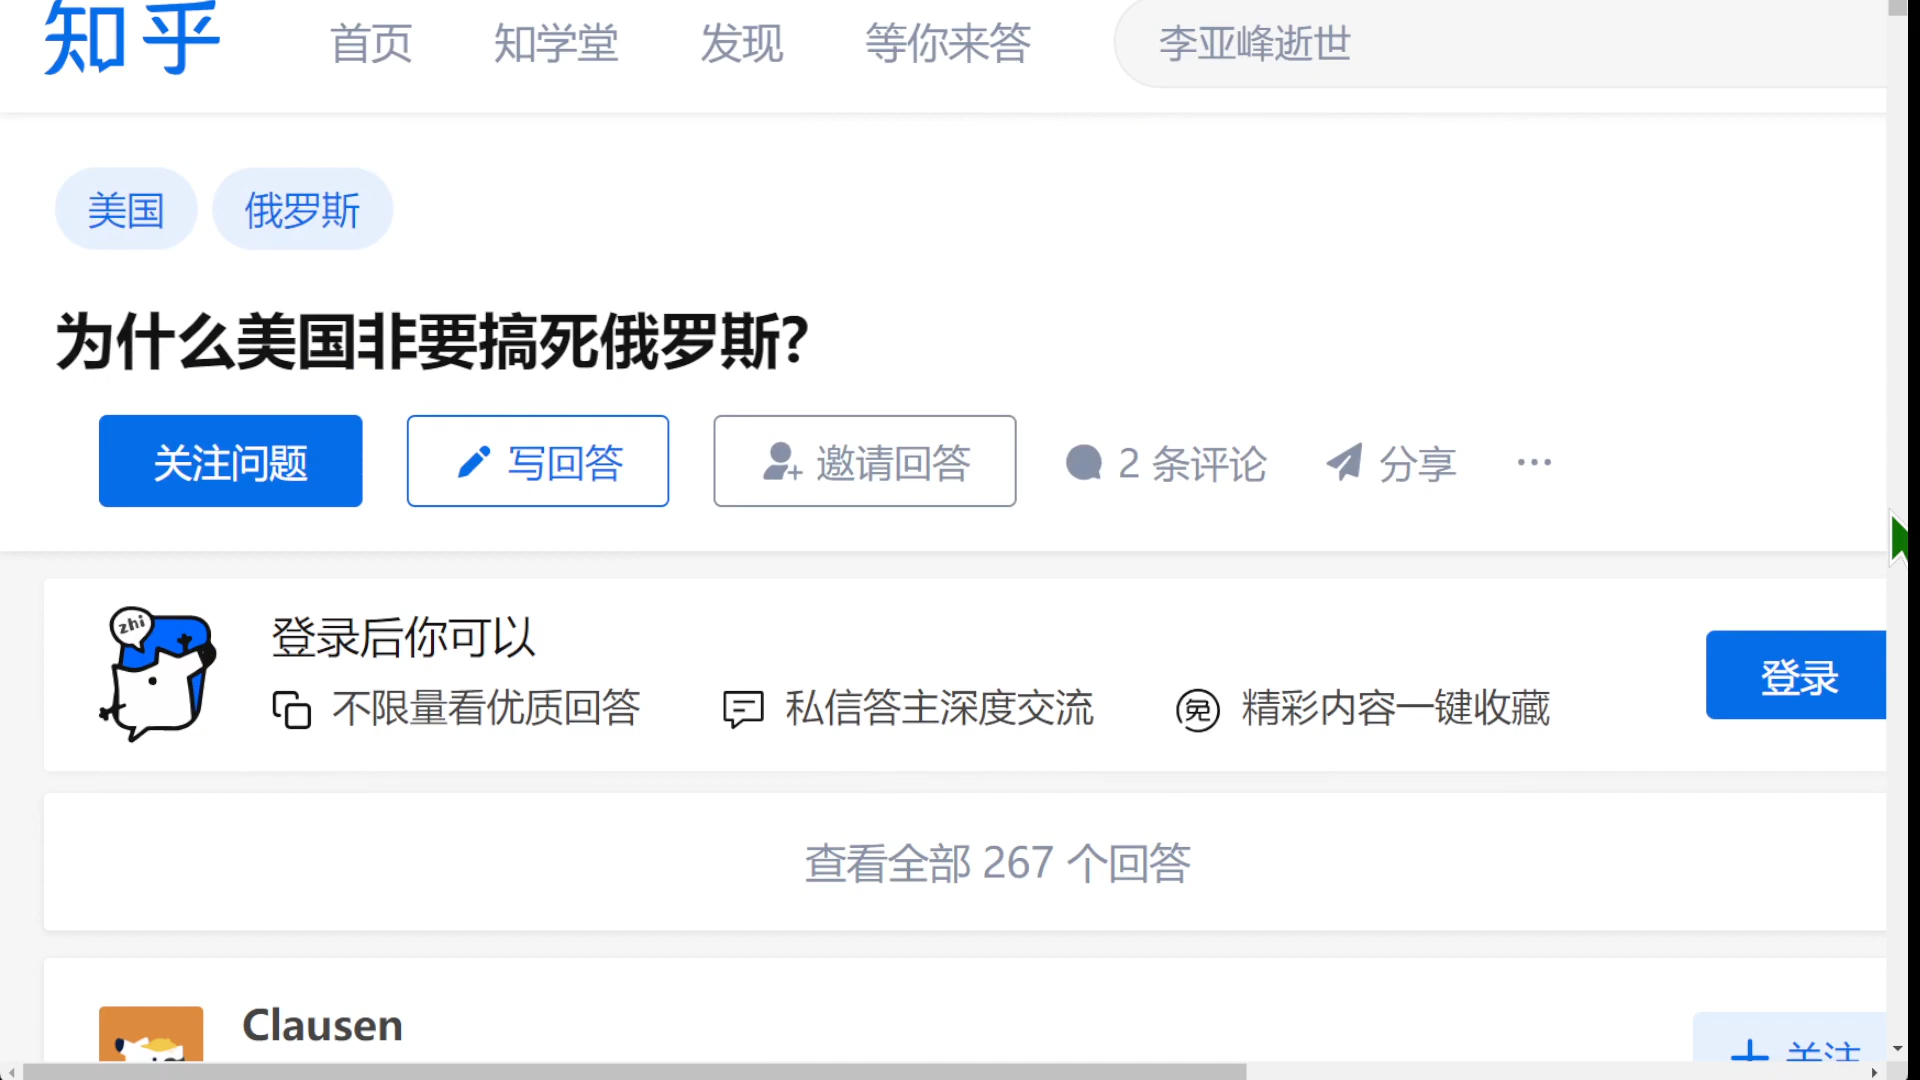 知乎 首页 知学堂 发现 等你来答 李亚峰逝世
美国 俄罗斯
为什么美国非要搞死俄罗斯?
关注问题 写回答 邀请回答 2 条评论 分享 ···
zhi
登录后你可以
不限量看优质回答 私信答主深度交流 免 精彩内容一键收藏
登录
查看全部 267 个回答
Clausen
+ 关注